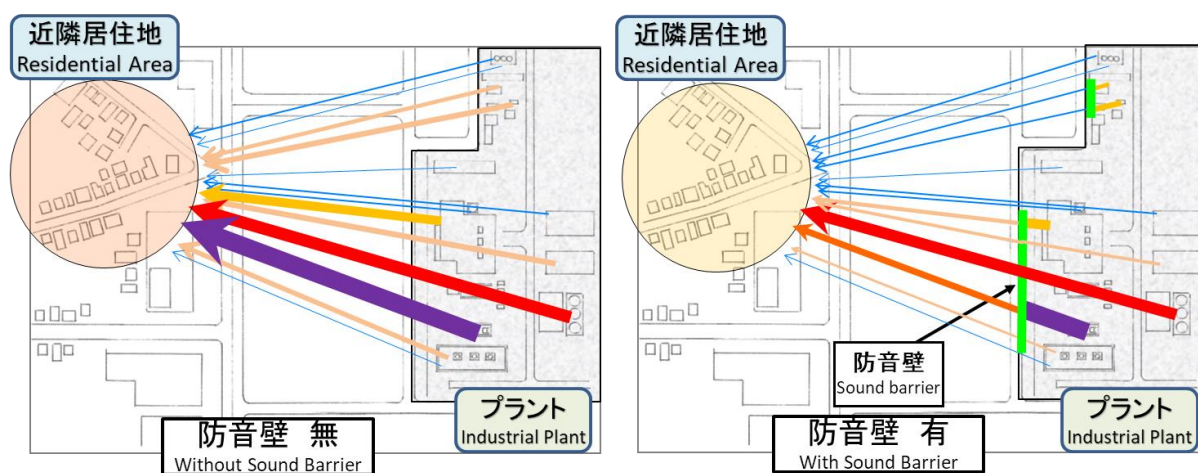 近隣居住地
Residential Area
プラント
Industrial Plant
防音壁 無
Without Sound Barrier
近隣居住地
Residential Area
防音壁
Sound barrier
プラント
Industrial Plant
防音壁 有
With Sound Barrier